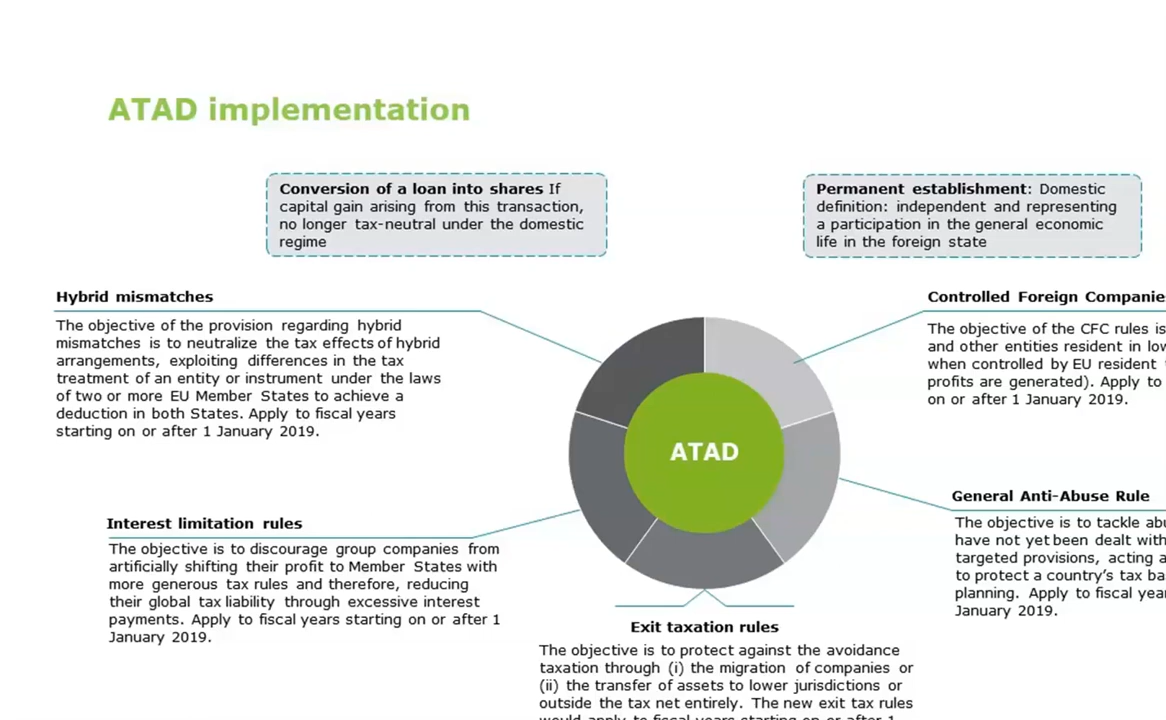 ATAD implementation
Conversion of a loan into shares If
capital gain arising from this transaction,
no longer tax-neutral under the domestic
regime
Permanent establishment: Domestic
definition: independent and representing
a participation in the general economic
life in the foreign state
Hybrid mismatches
The objective of the provision regarding hybrid
mismatches is to neutralize the tax effects of hybrid
arrangements, exploiting differences in the tax
treatment of an entity or instrument under the laws
of two or more EU Member States to achieve a
deduction in both States. Apply to fiscal years
starting on or after 1 January 2019.
Controlled Foreign
The objective of the CFC rules is
and other entities resident in
when controlled by EU resident
profits are generated). Apply to
on or after 1 January 2019.
ATAD
General Anti-Abuse Rule
The objective is to tackle
have not yet been dealt with
targeted provisions, acting
to protect a country's tax
planning. Apply to fiscal
January 2019.
Interest limitation rules
The objective is to discourage group companies from
artificially shifting their profit to Member States with
more generous tax rules and therefore, reducing
their global tax liability through excessive interest
payments. Apply to fiscal years starting on or after 1
January 2019.
Exit taxation rules
The objective is to protect against the avoidance
taxation through (i) the migration of companies or
(ii) the transfer of assets to lower jurisdictions or
outside the tax net entirely. The new exit tax rules
would apply to fiscal years starting on or after 1